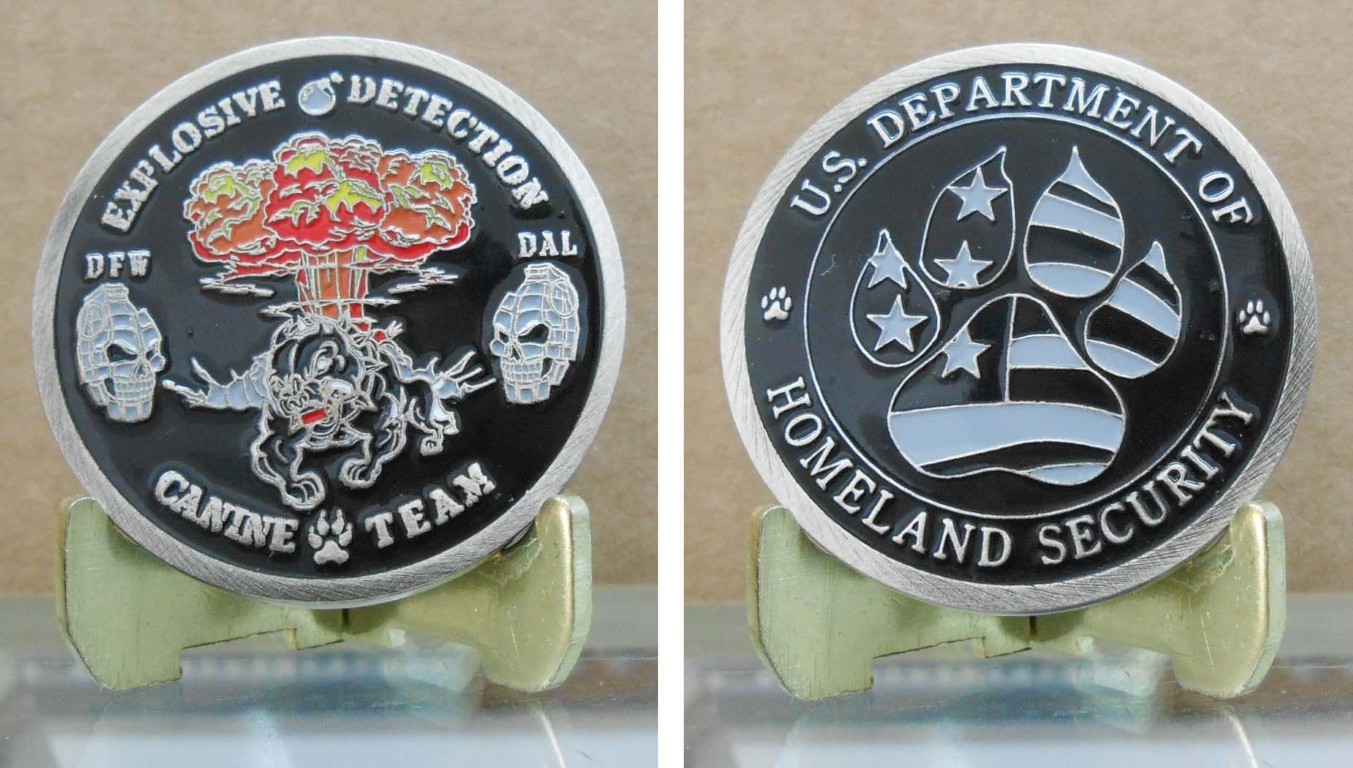 EXPLOSIVE DETECTION
DFW
DAL
CANINE TEAM
U.S. DEPARTMENT OF
HOMELAND SECURITY